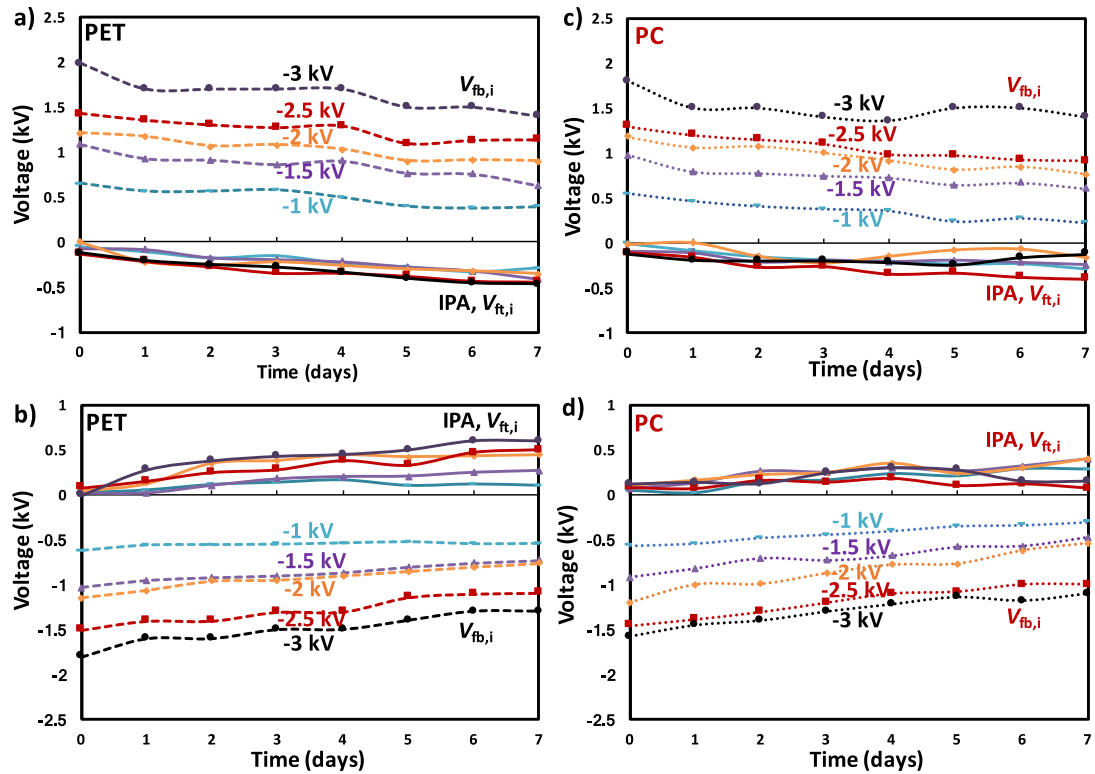 a)
PET
2.5
2
1.5
1
0.5
0
-0.5
-1
Voltage (kV)
-3 kV
V_fb,i
-2.5 kV
-2 kV
-1.5 kV
-1 kV
IPA, V_ft,i
0 1 2 3 4 5 6 7
Time (days)
c)
PC
2.5
2
1.5
1
0.5
0
-0.5
-1
Voltage (kV)
-3 kV
V_fb,i
-2.5 kV
-2 kV
-1.5 kV
-1 kV
IPA, V_ft,i
0 1 2 3 4 5 6 7
Time (days)
b)
PET
1
0.5
0
-0.5
-1
-1.5
-2
-2.5
Voltage (kV)
IPA, V_ft,i
-1 kV
-1.5 kV
-2 kV
-2.5 kV
-3 kV
V_fb,i
0 1 2 3 4 5 6 7
Time (days)
d)
PC
1
0.5
0
-0.5
-1
-1.5
-2
-2.5
Voltage (kV)
IPA, V_ft,i
-1 kV
-1.5 kV
-2 kV
-2.5 kV
-3 kV
V_fb,i
0 1 2 3 4 5 6 7
Time (days)